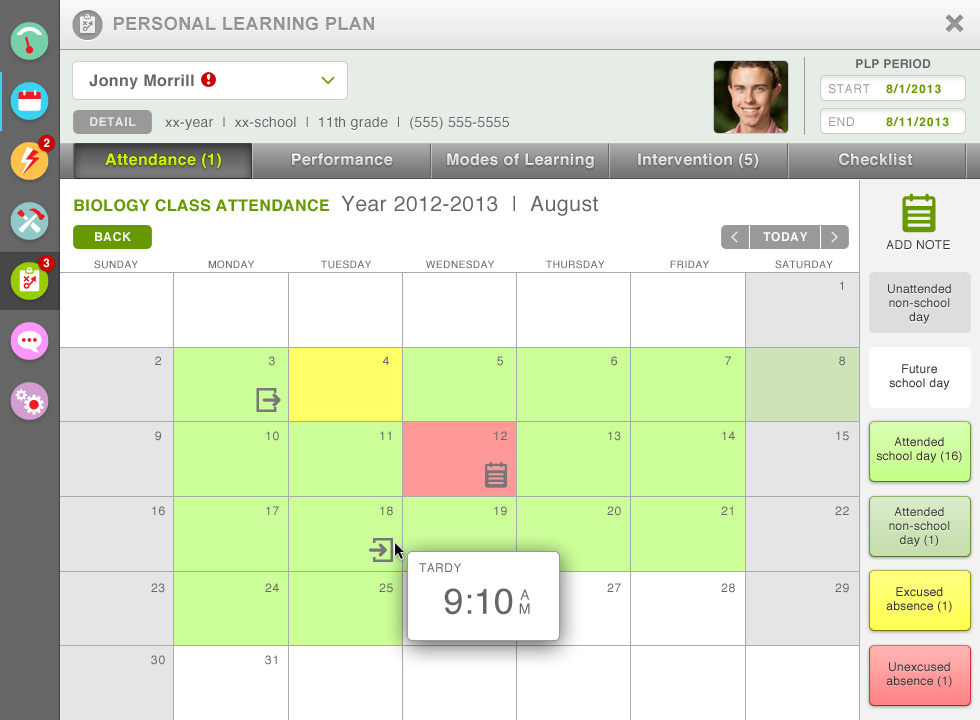 PERSONAL LEARNING PLAN
Jonny Morrill
DETAIL xx-year | xx-school | 11th grade | (555) 555-5555
PLP PERIOD
START 8/1/2013
END 8/11/2013
2
3
Attendance (1) Performance Modes of Learning Intervention (5) Checklist
BIOLOGY CLASS ATTENDANCE Year 2012-2013 | August
BACK
TODAY
SUNDAY MONDAY TUESDAY WEDNESDAY THURSDAY FRIDAY SATURDAY
1
2 3 4 5 6 7 8
9 10 11 12 13 14 15
16 17 18 19 20 21 22
23 24 25 27 28 29
30 31
TARDY
9:10 AM
ADD NOTE
Unattended
non-school
day
Future
school day
Attended
school day (16)
Attended
non-school
day (1)
Excused
absence (1)
Unexcused
absence (1)